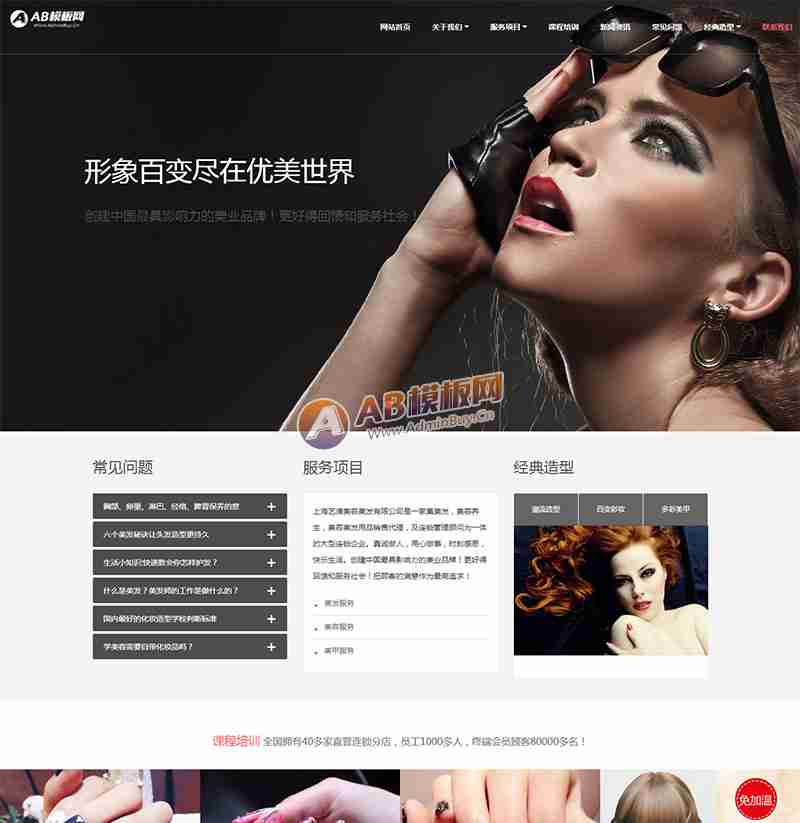 AB模板网
Www.AdminBuy.Cn
网站首页 关于我们 服务项目 课程培训 新闻资讯 常见问题 经典造型 联系我们
形象百变尽在优美世界
创建中国最具影响力的美业品牌！更好得回馈和服务社会！
AB模板网
Www.AdminBuy.Cn
常见问题
胸部、卵巢、淋巴、经络、脾胃保养的意
六个美发秘诀让头发造型更持久
生活小知识:快速教会你怎样护发？
什么是美发？美发师的工作是做什么的？
国内最好的化妆造型学校判断标准
学美容需要自带化妆品吗？
服务项目
上海艺清美容美发有限公司是一家集美发，美容养
生，美容美发用品销售代理，及连锁管理顾问为一体
的大型连锁企业。真诚做人，用心做事，时刻感恩，
快乐生活。创建中国最具影响力的美业品牌！更好得
回馈和服务社会！把顾客的满意作为最高追求！
美发服务
美容服务
美甲服务
经典造型
潮流造型 百变彩妆 多彩美甲
课程培训 全国拥有40多家直营连锁分店，员工1000多人，终端会员顾客80000多名！
免加温